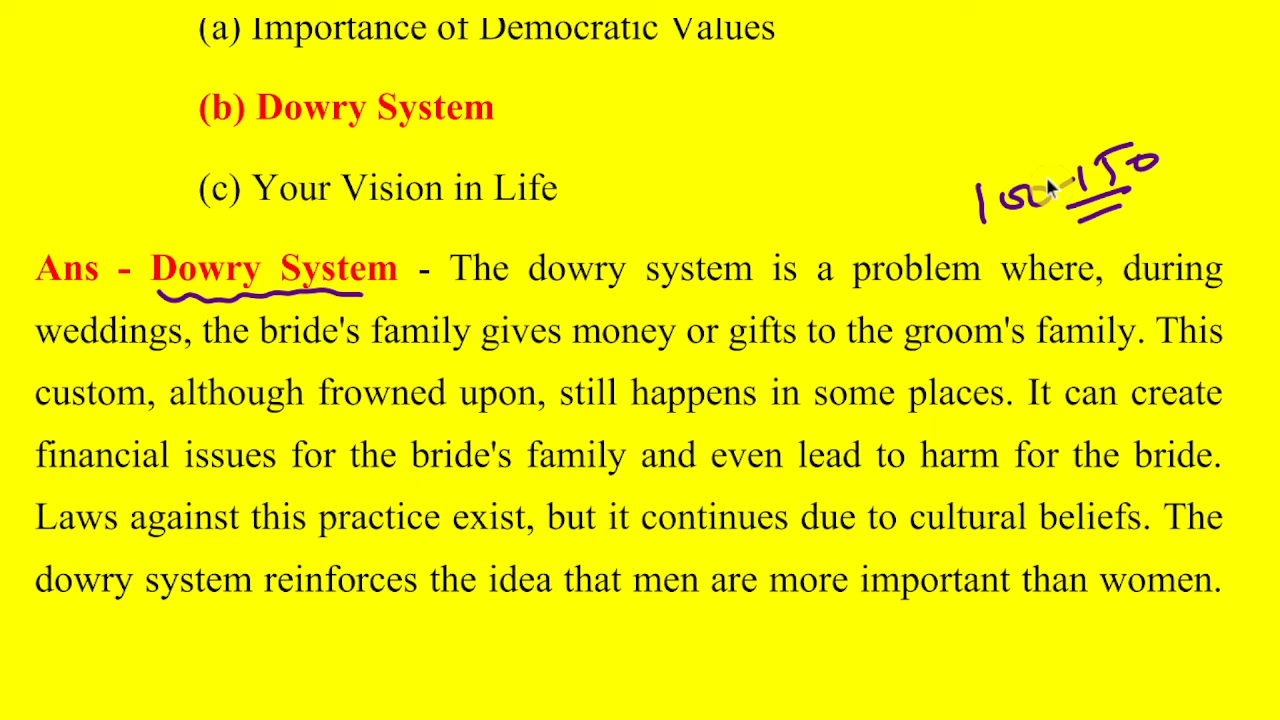 (a) Importance of Democratic Values
(b) Dowry System
(c) Your Vision in Life
100-150
Ans - Dowry System - The dowry system is a problem where, during
weddings, the bride's family gives money or gifts to the groom's family. This
custom, although frowned upon, still happens in some places. It can create
financial issues for the bride's family and even lead to harm for the bride.
Laws against this practice exist, but it continues due to cultural beliefs. The
dowry system reinforces the idea that men are more important than women.